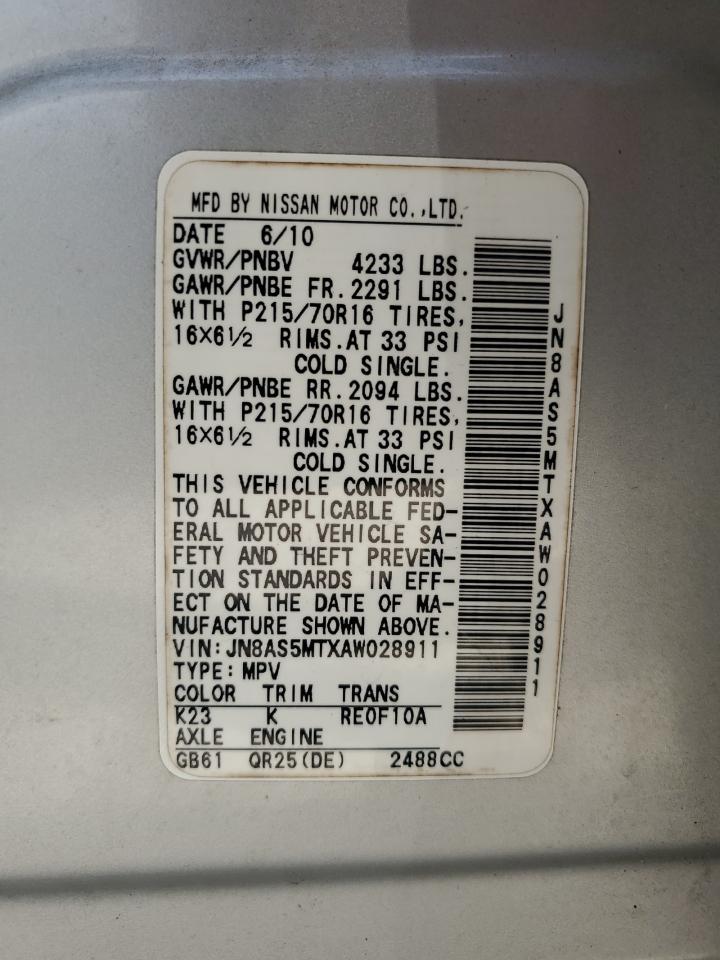 MFD BY NISSAN MOTOR CO.,LTD.
DATE 6/10
GVWR/PNBV 4233 LBS.
GAWR/PNBE FR.2291 LBS.
WITH P215/70R16 TIRES,
16X6½ RIMS.AT 33 PSI
COLD SINGLE.
GAWR/PNBE RR.2094 LBS.
WITH P215/70R16 TIRES,
16X6½ RIMS.AT 33 PSI
COLD SINGLE.
THIS VEHICLE CONFORMS
TO ALL APPLICABLE FED-
ERAL MOTOR VEHICLE SA-
FETY AND THEFT PREVEN-
TION STANDARDS IN EFF-
ECT ON THE DATE OF MA-
NUFACTURE SHOWN ABOVE.
VIN:JN8AS5MTXAW028911
TYPE:MPV
COLOR TRIM TRANS
K23 K RE0F10A
AXLE ENGINE
GB61 QR25(DE) 2488CC
JN8AS5MTXAW028911